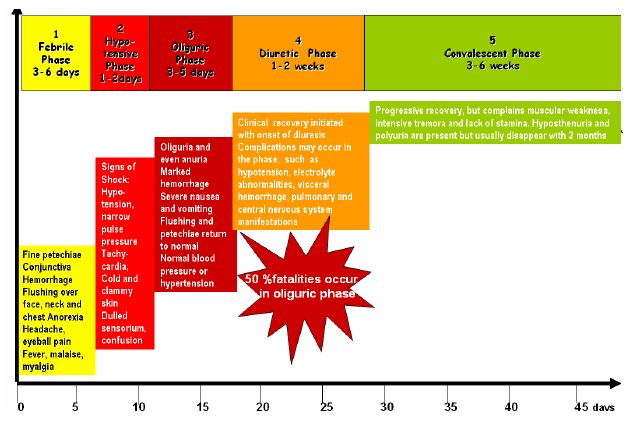 1
Febrile
Phase
3-6 days
2
Hypo-
tensive
Phase
1-2days
3
Oliguric
Phase
3-5 days
4
Diuretic Phase
1-2 weeks
5
Convalescent Phase
3-6 weeks
Fine petechiae
Conjunctiva
Hemorrhage
Flushing over
face, neck and
chest Anorexia
Headache,
eyeball pain
Fever, malaise,
myalgia
Signs of
Shock:
Hypo-
tension,
narrow
pulse
pressure
Tachy-
cardia,
Cold and
clammy
skin
Dulled
sensorium,
confusion
Oliguria and
even anuria
Marked
hemorrhage
Severe nausea
and vomiting
Flushing and
petechiae return
to normal
Normal blood
pressure or
hypertension
Clinical recovery initiated
with onset of diuresis
Complications may occur in
the phase: such as
hypotension, electrolyte
abnormalities, visceral
hemorrhage, pulmonary and
central nervous system
manifestations
Progressive recovery, but complains muscular weakness,
intensive tremora and lack of stamina. Hyposthenuria and
polyurin are present but usually disappear with 2 months
50 %fatalities occur
in oliguric phase
0 5 10 15 20 25 30 35 40 45 days